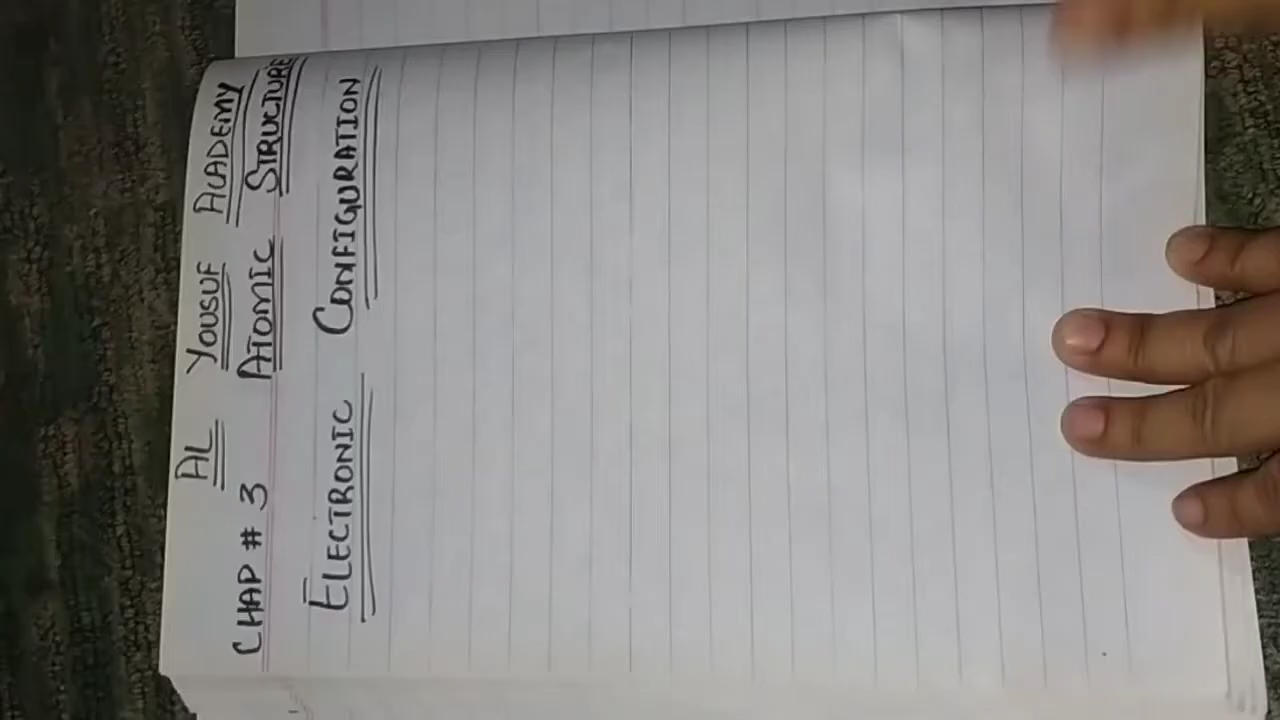 AL YOUSUF ACADEMY
CHAP # 3 ATOMIC STRUCTURE
ELECTRONIC CONFIGURATION